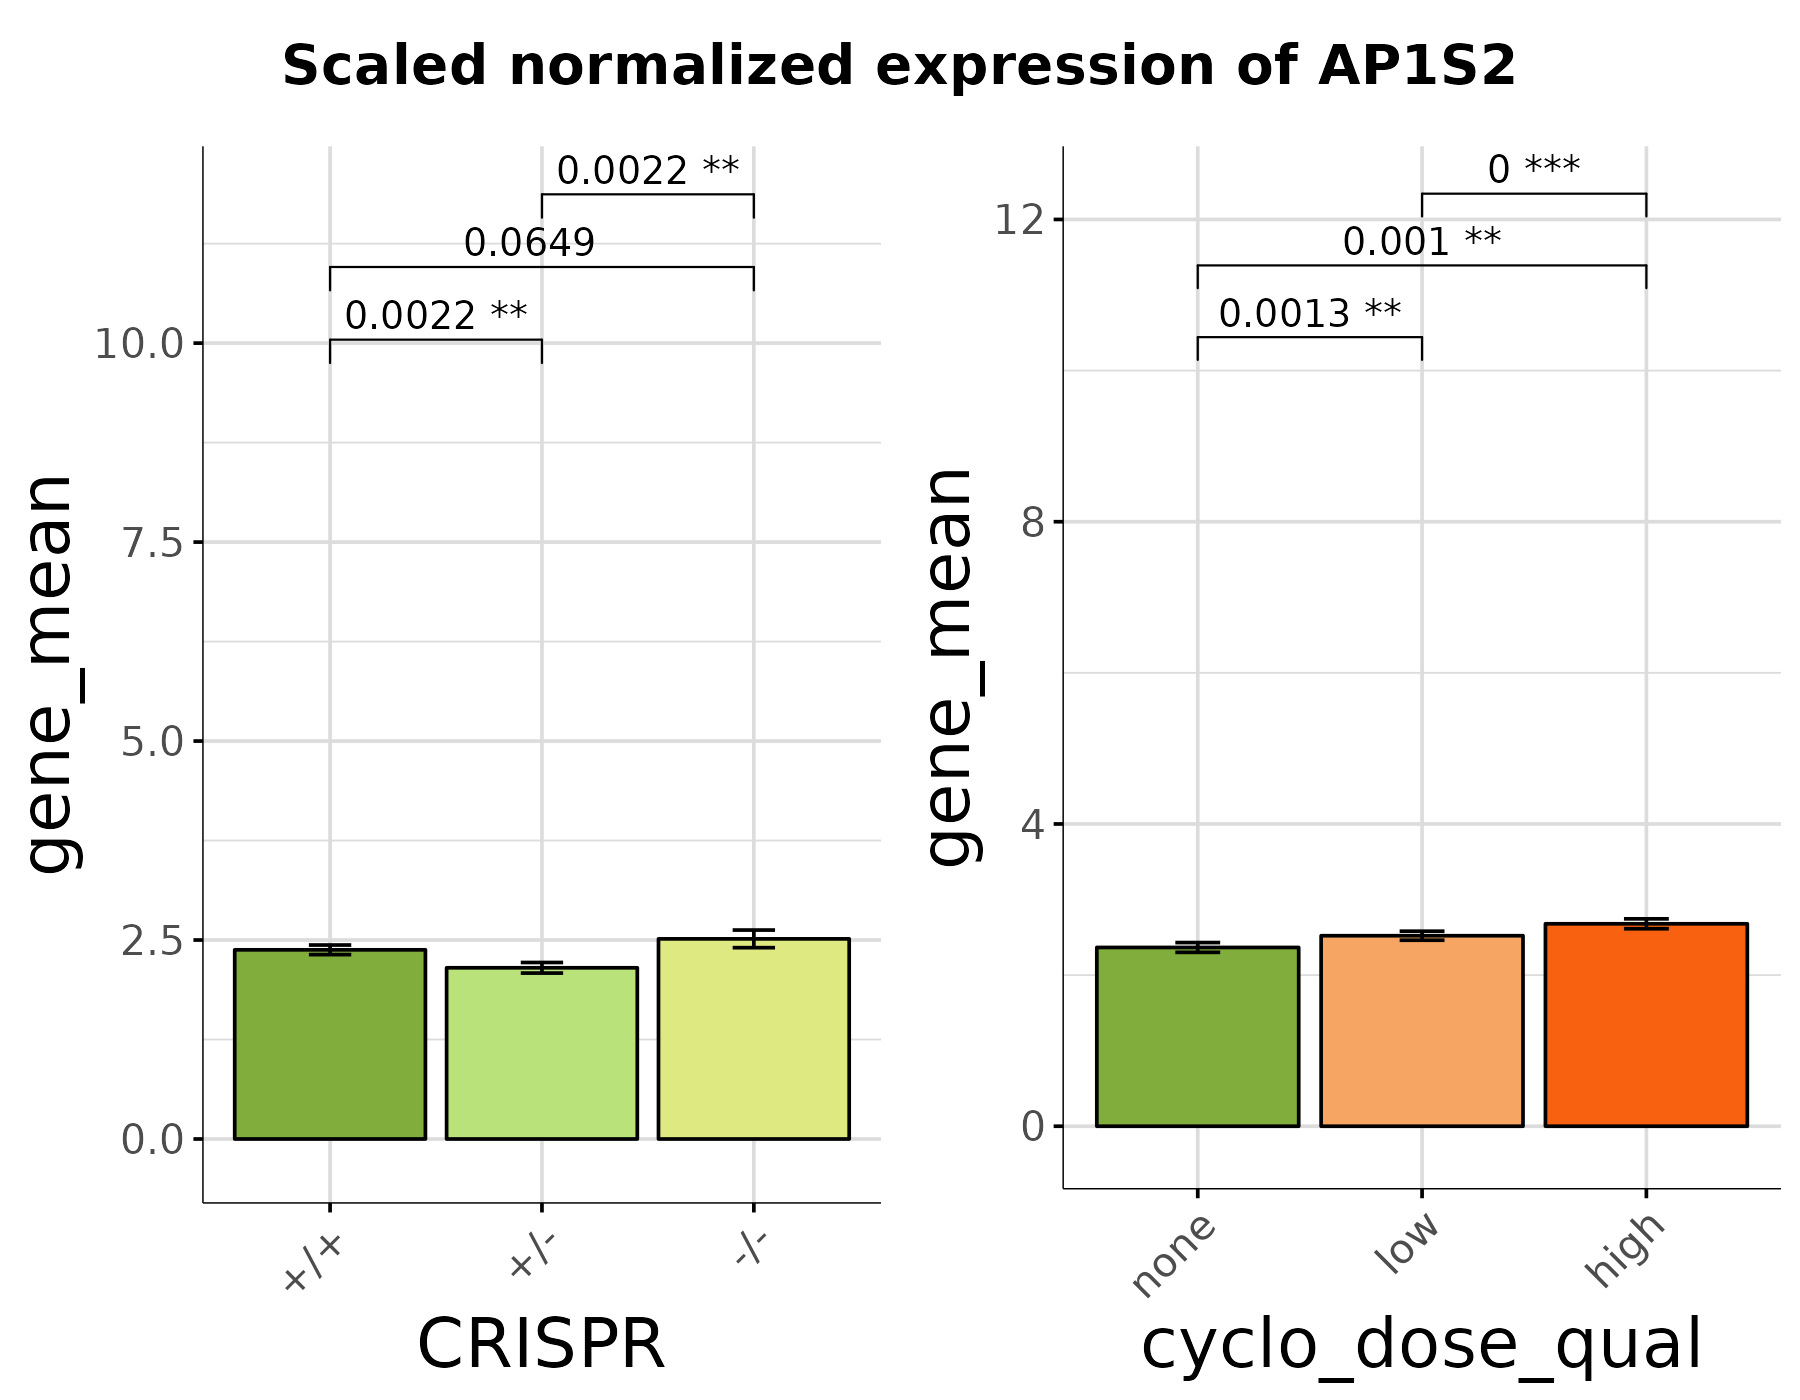 Scaled normalized expression of AP1S2
gene_mean
10.0
7.5
5.0
2.5
0.0
0.0022 **
0.0649
0.0022 **
+/+
+/-
-/-
CRISPR
gene_mean
12
8
4
0
0 ***
0.001 **
0.0013 **
none
low
high
cyclo_dose_qual